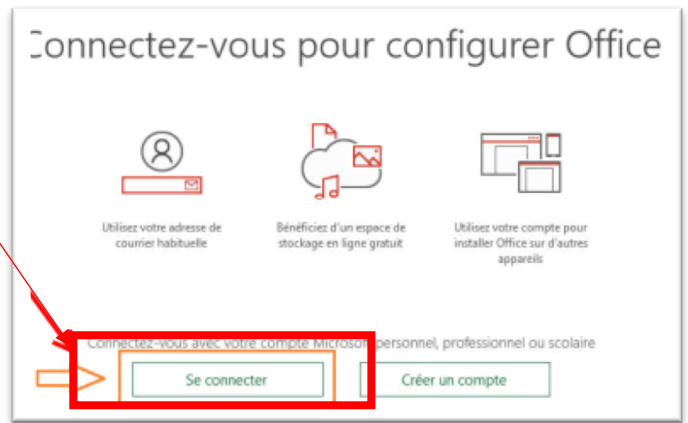 Connectez-vous pour configurer Office
Utilisez votre adresse de
courrier habituelle
Bénéficiez d'un espace de
stockage en ligne gratuit
Utilisez votre compte pour
installer Office sur d'autres
appareils
Connectez-vous avec votre compte Microsoft personnel, professionnel ou scolaire
Se connecter
Créer un compte